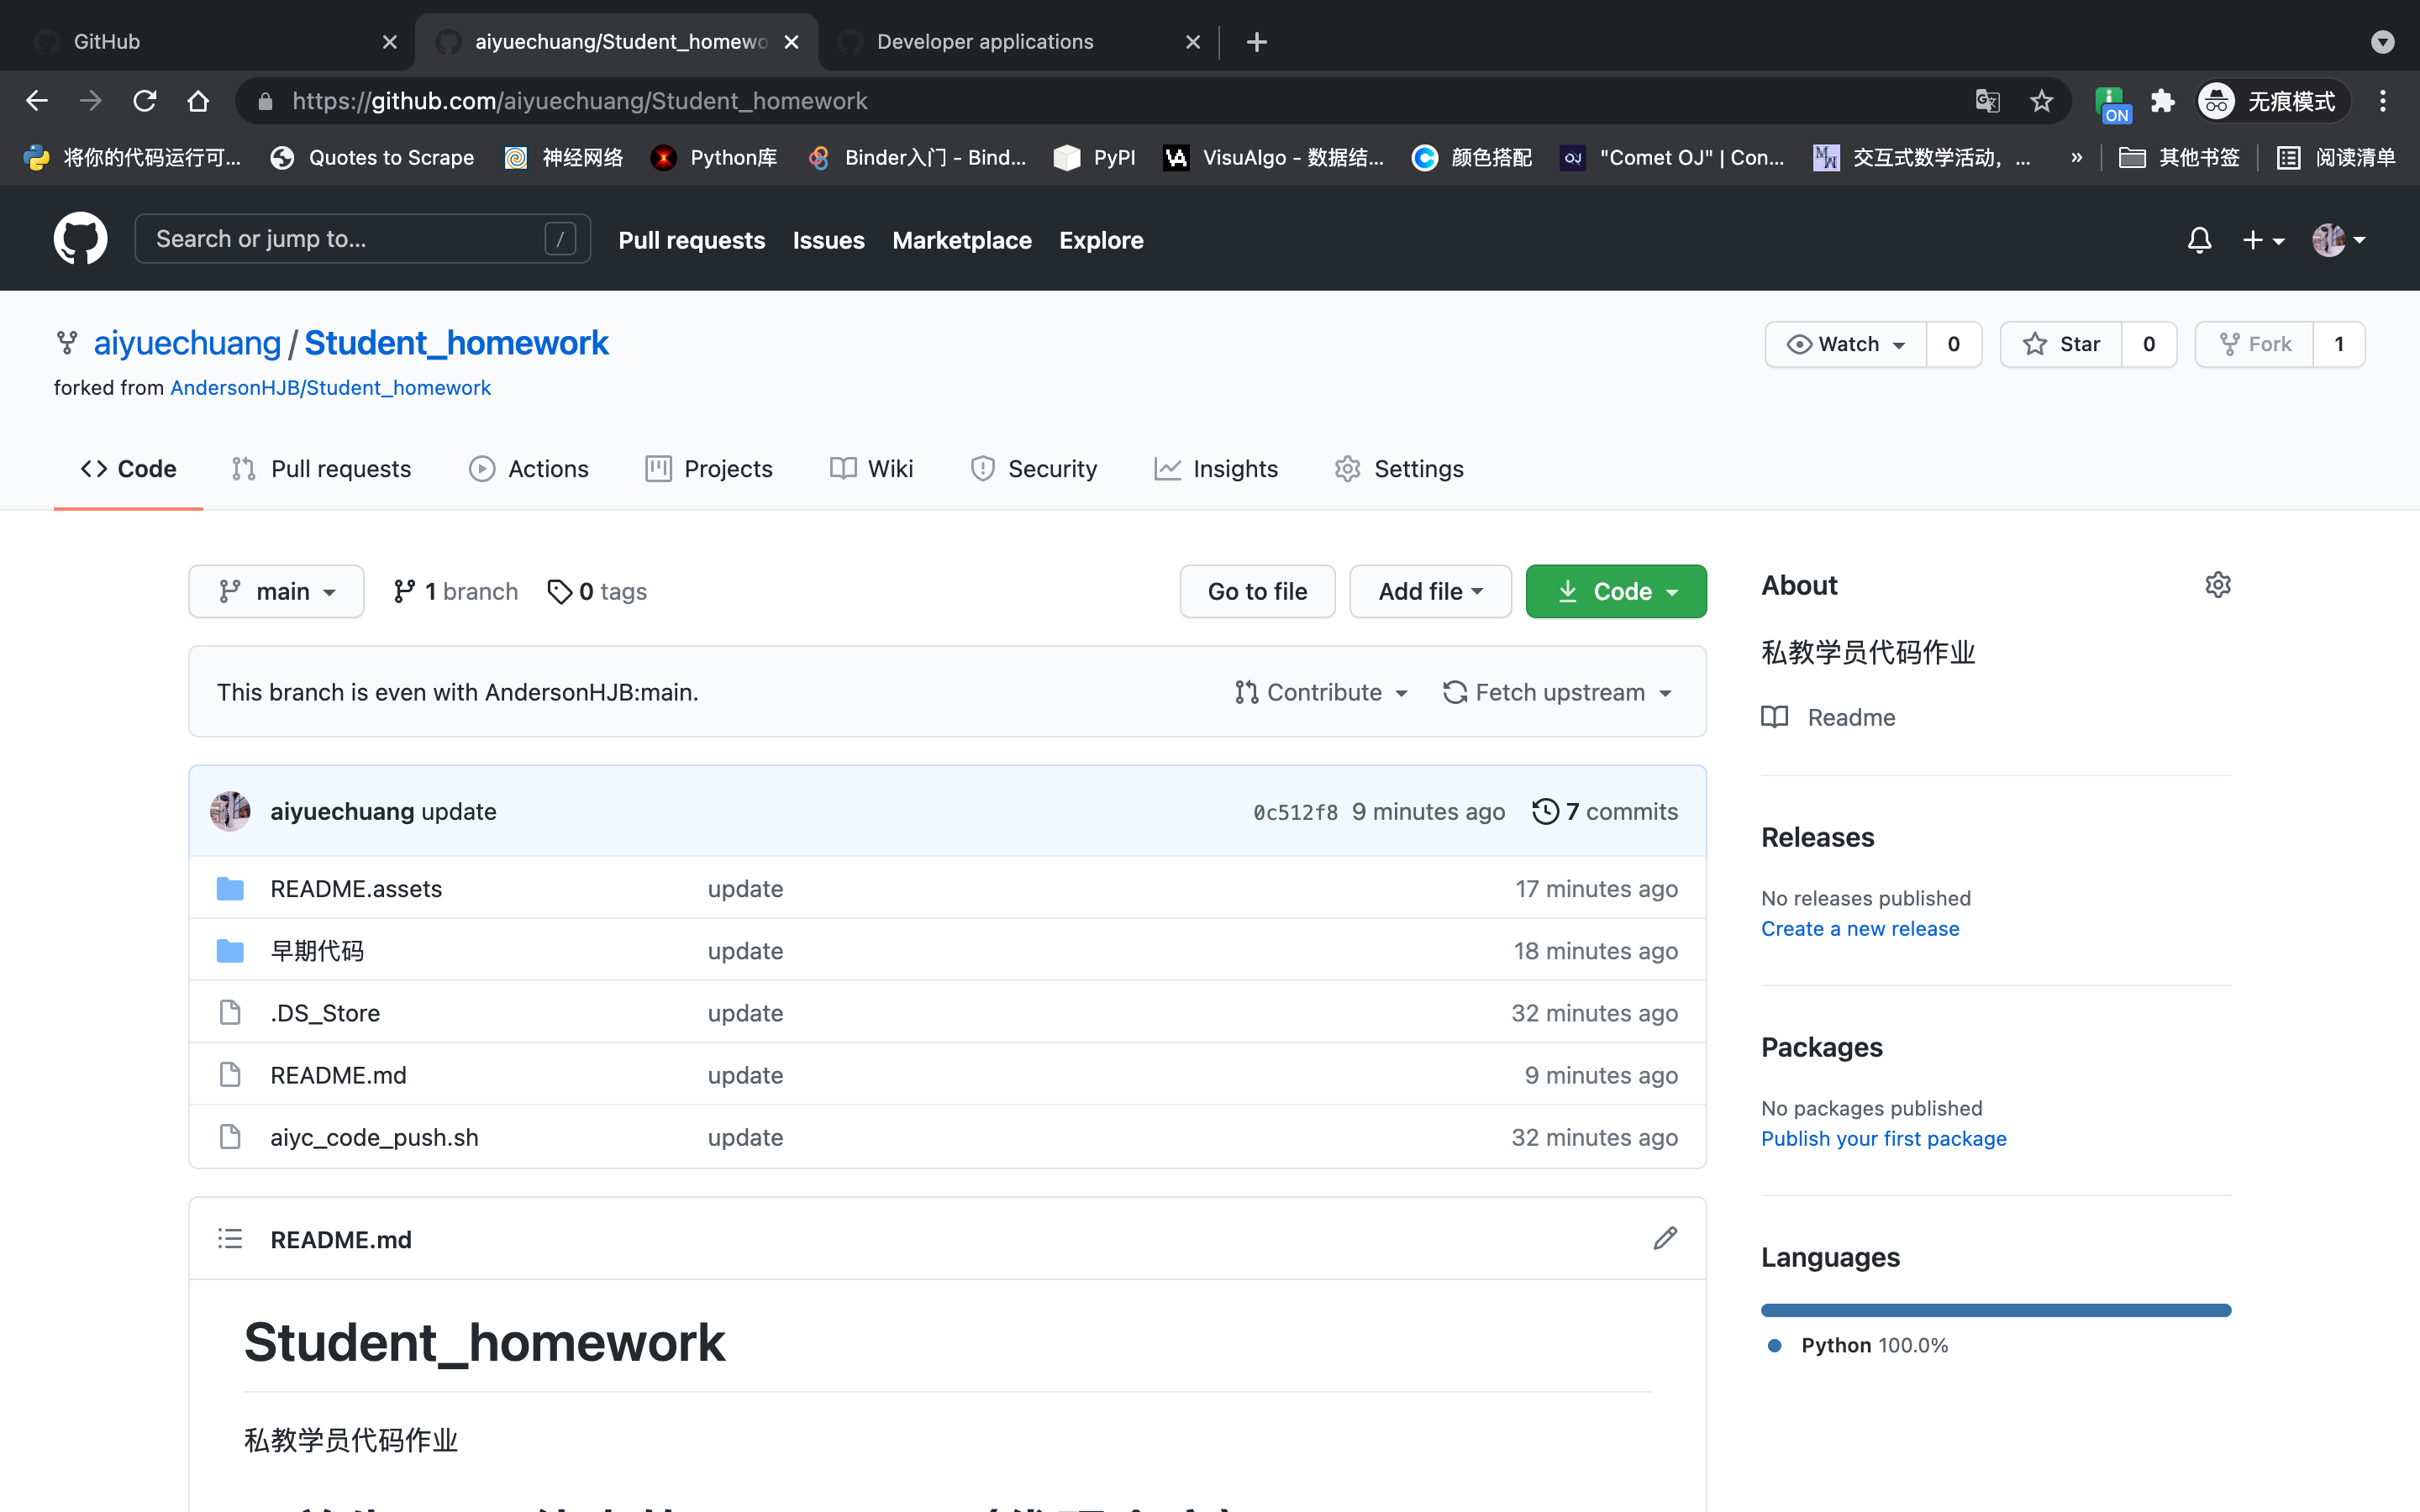 GitHub
aiyuechuang/Student_homewo
Developer applications
https://github.com/aiyuechuang/Student_homework
ON
无痕模式
将你的代码运行可... Quotes to Scrape 神经网络 Python库 Binder入门 - Bind... PyPI VisuAlgo - 数据结... 颜色搭配 "Comet OJ" | Con... 交互式数学活动，... » 其他书签 阅读清单
Search or jump to... / Pull requests Issues Marketplace Explore
aiyuechuang / Student_homework
Watch 0 Star 0 Fork 1
forked from AndersonHJB/Student_homework
Code Pull requests Actions Projects Wiki Security Insights Settings
main 1 branch 0 tags Go to file Add file Code
This branch is even with AndersonHJB:main. Contribute Fetch upstream
aiyuechuang update 0c512f8 9 minutes ago 7 commits
README.assets update 17 minutes ago
早期代码 update 18 minutes ago
.DS_Store update 32 minutes ago
README.md update 9 minutes ago
aiyc_code_push.sh update 32 minutes ago
README.md
Student_homework
私教学员代码作业
About
私教学员代码作业
Readme
Releases
No releases published
Create a new release
Packages
No packages published
Publish your first package
Languages
Python 100.0%